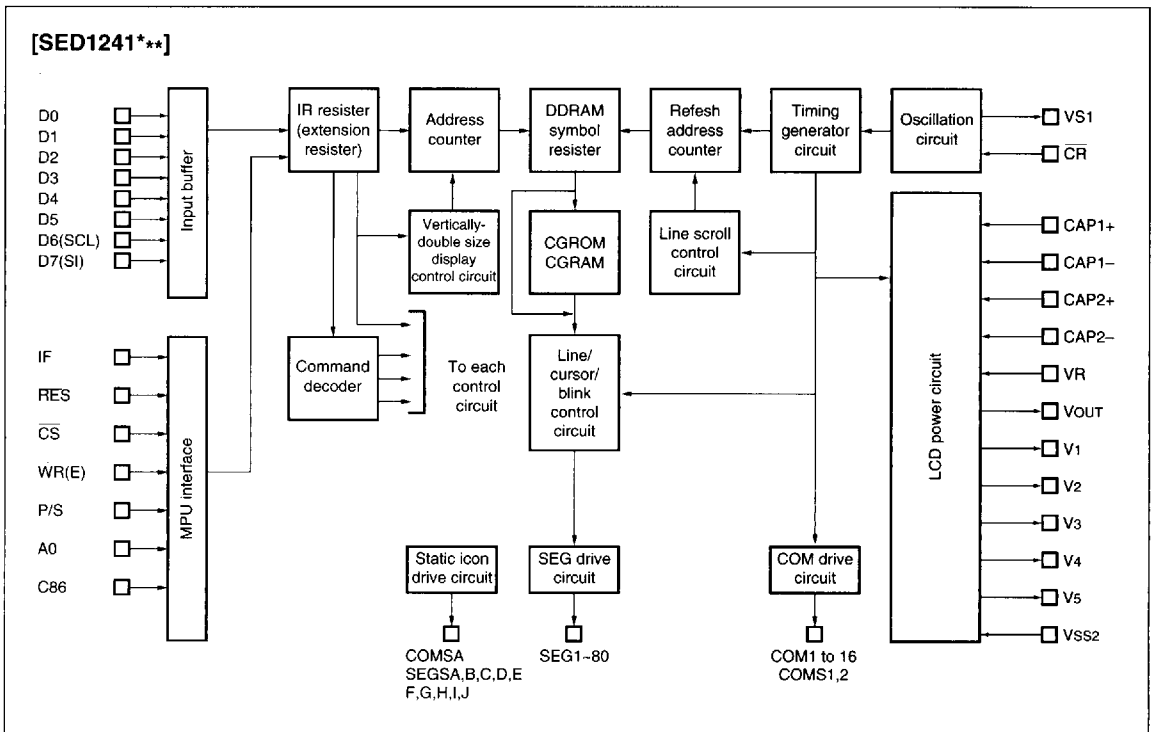 [SED1241***]
D0
D1
D2
D3
D4
D5
D6(SCL)
D7(SI)
Input buffer
IR resister
(extension
resister)
Address
counter
DDRAM
symbol
resister
Refesh
address
counter
Timing
generator
circuit
Oscillation
circuit
VS1
CR
Vertically-
double size
display
control circuit
CGROM
CGRAM
Line scroll
control
circuit
CAP1+
CAP1–
CAP2+
CAP2–
VR
VOUT
V1
V2
V3
V4
V5
VSS2
LCD power circuit
IF
RES
CS
WR(E)
P/S
A0
C86
MPU interface
Command
decoder
To each
control
circuit
Line/
cursor/
blink
control
circuit
Static icon
drive circuit
SEG drive
circuit
COM drive
circuit
COMSA
SEGSA,B,C,D,E
F,G,H,I,J
SEG1~80
COM1 to 16
COMS1,2